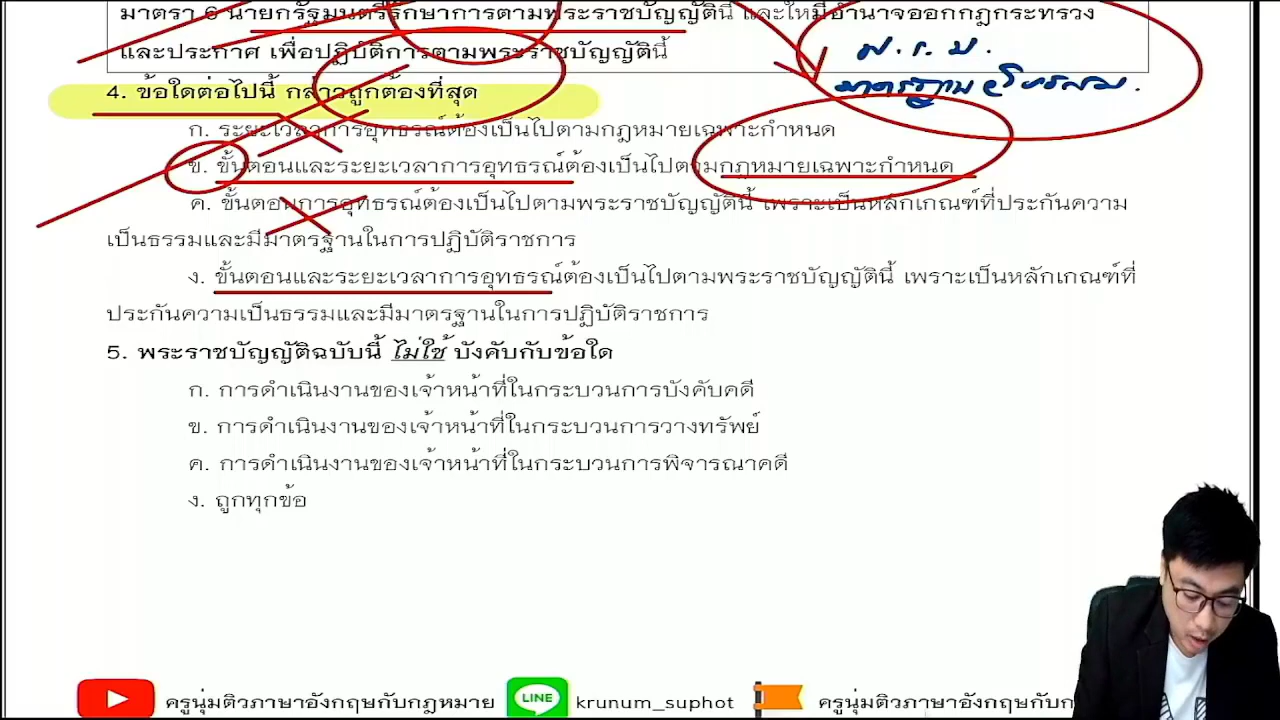 มาตรา 6 นายกรัฐมนตรีรักษาการตามพระราชบัญญัตินี้ และให้มีอำนาจออกกฎกระทรวง
และประกาศ เพื่อปฏิบัติการตามพระราชบัญญัตินี้
พ.ร.บ.
มาตรฐาน
4. ข้อใดต่อไปนี้ กล่าวถูกต้องที่สุด
ก. ระยะเวลาการอุทธรณ์ต้องเป็นไปตามกฎหมายเฉพาะกำหนด
ข. ขั้นตอนและระยะเวลาการอุทธรณ์ต้องเป็นไปตามกฎหมายเฉพาะกำหนด
ค. ขั้นตอนการอุทธรณ์ต้องเป็นไปตามพระราชบัญญัตินี้ เพราะเป็นหลักเกณฑ์ที่ประกันความ
เป็นธรรมและมีมาตรฐานในการปฏิบัติราชการ
ง. ขั้นตอนและระยะเวลาการอุทธรณ์ต้องเป็นไปตามพระราชบัญญัตินี้ เพราะเป็นหลักเกณฑ์ที่
ประกันความเป็นธรรมและมีมาตรฐานในการปฏิบัติราชการ
5. พระราชบัญญัติฉบับนี้ ไม่ใช้ บังคับกับข้อใด
ก. การดำเนินงานของเจ้าหน้าที่ในกระบวนการบังคับคดี
ข. การดำเนินงานของเจ้าหน้าที่ในกระบวนการวางทรัพย์
ค. การดำเนินงานของเจ้าหน้าที่ในกระบวนการพิจารณาคดี
ง. ถูกทุกข้อ
ครูนุ่มติวภาษาอังกฤษกับกฎหมาย LINE krunum_suphot ครูนุ่มติวภาษาอังกฤษกับก